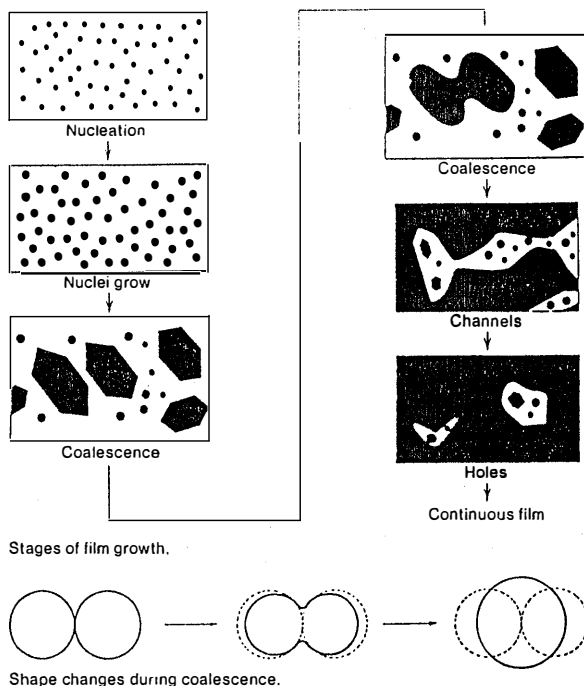 Nucleation
Nuclei grow
Coalescence
Coalescence
Channels
Holes
Continuous film
Stages of film growth.
Shape changes during coalescence.